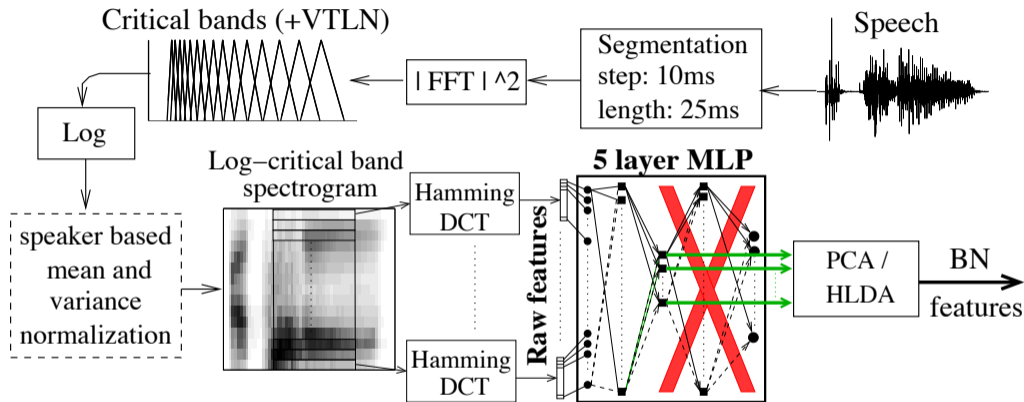 Critical bands (+VTLN)
| FFT | ^2
Segmentation
step: 10ms
length: 25ms
Speech
Log
speaker based
mean and
variance
normalization
Log−critical band
spectrogram
Hamming
DCT
Hamming
DCT
Raw features
5 layer MLP
PCA /
HLDA
BN
features